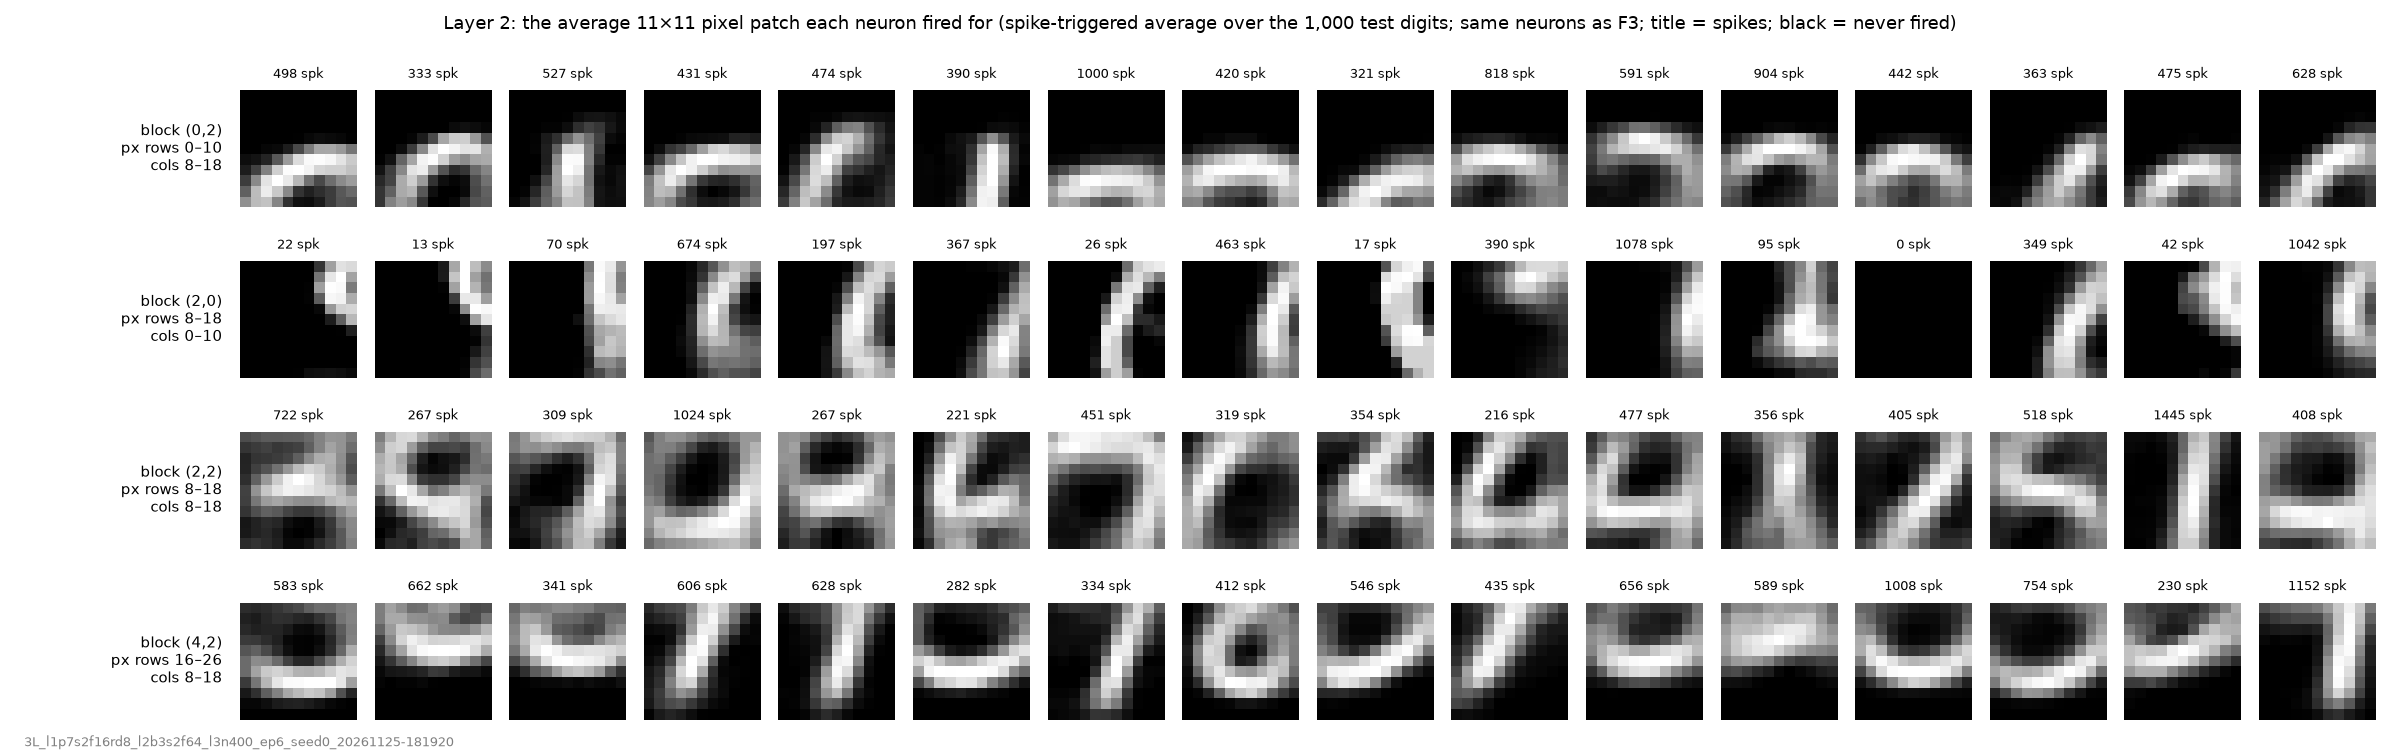 Layer 2: the average 11×11 pixel patch each neuron fired for (spike-triggered average over the 1,000 test digits; same neurons as F3; title = spikes; black = never fired)
498 spk 333 spk 527 spk 431 spk 474 spk 390 spk 1000 spk 420 spk 321 spk 818 spk 591 spk 904 spk 442 spk 363 spk 475 spk 628 spk
block (0,2)
px rows 0–10
cols 8–18
22 spk 13 spk 70 spk 674 spk 197 spk 367 spk 26 spk 463 spk 17 spk 390 spk 1078 spk 95 spk 0 spk 349 spk 42 spk 1042 spk
block (2,0)
px rows 8–18
cols 0–10
722 spk 267 spk 309 spk 1024 spk 267 spk 221 spk 451 spk 319 spk 354 spk 216 spk 477 spk 356 spk 405 spk 518 spk 1445 spk 408 spk
block (2,2)
px rows 8–18
cols 8–18
583 spk 662 spk 341 spk 606 spk 628 spk 282 spk 334 spk 412 spk 546 spk 435 spk 656 spk 589 spk 1008 spk 754 spk 230 spk 1152 spk
block (4,2)
px rows 16–26
cols 8–18
3L_l1p7s2f16rd8_l2b3s2f64_l3n400_ep6_seed0_20261125-181920